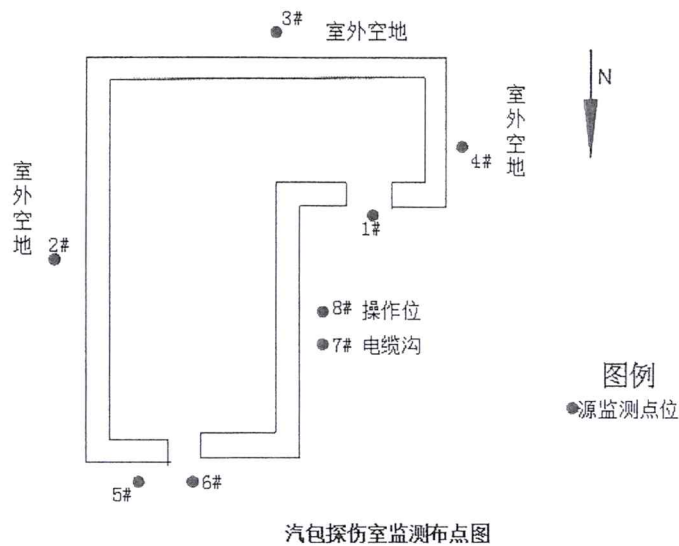 3# 室外空地
N
室外空地
4#
室外空地
2#
1#
8# 操作位
7# 电缆沟
图例
源监测点位
5# 6#
汽包探伤室监测布点图